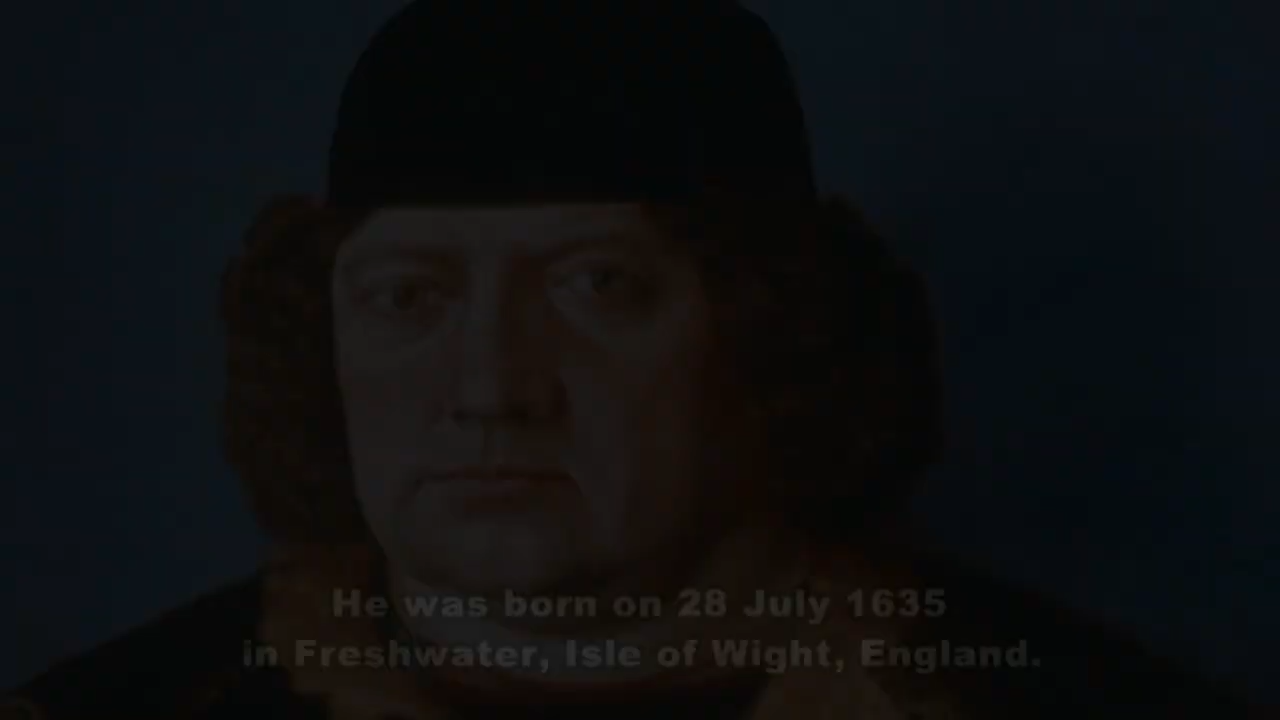 He was born on 28 July 1635
in Freshwater, Isle of Wight, England.